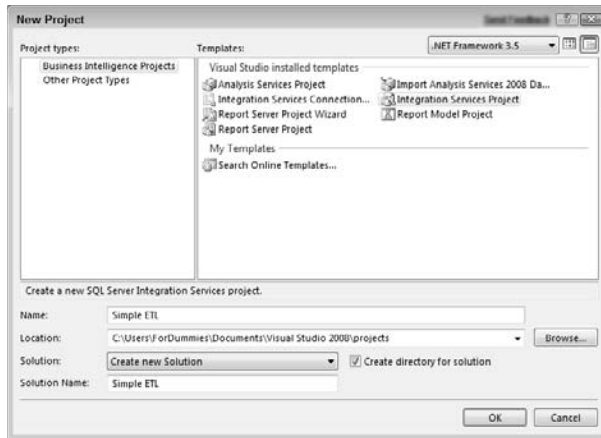 New Project
Send Feedback
Project types:
Templates:
.NET Framework 3.5
Business Intelligence Projects
Other Project Types
Visual Studio installed templates
Analysis Services Project
Import Analysis Services 2008 Da...
Integration Services Connection...
Integration Services Project
Report Server Project Wizard
Report Model Project
Report Server Project
My Templates
Search Online Templates...
Create a new SQL Server Integration Services project.
Name:
Simple ETL
Location:
C:\Users\ForDummies\Documents\Visual Studio 2008\projects
Browse...
Solution:
Create new Solution
Create directory for solution
Solution Name:
Simple ETL
OK
Cancel